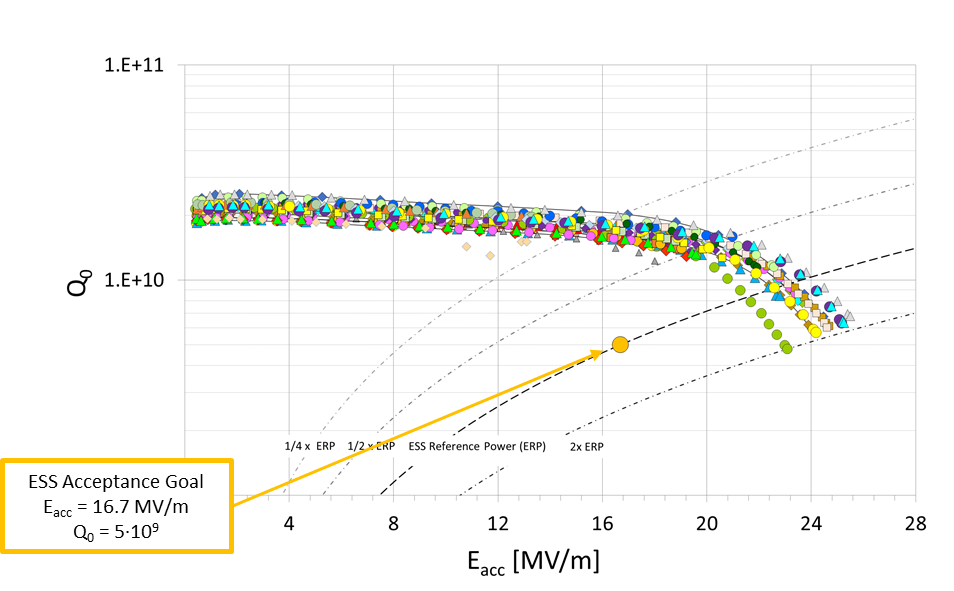 1.E+11
1.E+10
Q₀
1/4 x ERP
1/2 x ERP
ESS Reference Power (ERP)
2x ERP
ESS Acceptance Goal
Eacc = 16.7 MV/m
Q₀ = 5·10⁹
4 8 12 16 20 24 28
Eacc [MV/m]